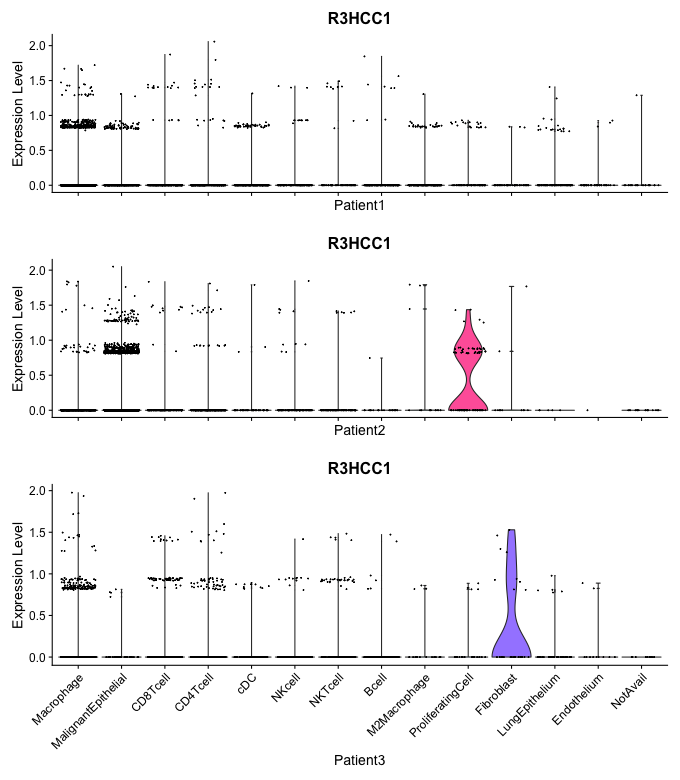 R3HCC1
Expression Level
2.0
1.5
1.0
0.5
0.0
Patient1
R3HCC1
Expression Level
2.0
1.5
1.0
0.5
0.0
Patient2
R3HCC1
Expression Level
2.0
1.5
1.0
0.5
0.0
Macrophage
MalignantEpithelial
CD8Tcell
CD4Tcell
cDC
NKcell
NKTcell
Bcell
M2Macrophage
ProliferatingCell
Fibroblast
LungEpithelium
Endothelium
NotAvail
Patient3